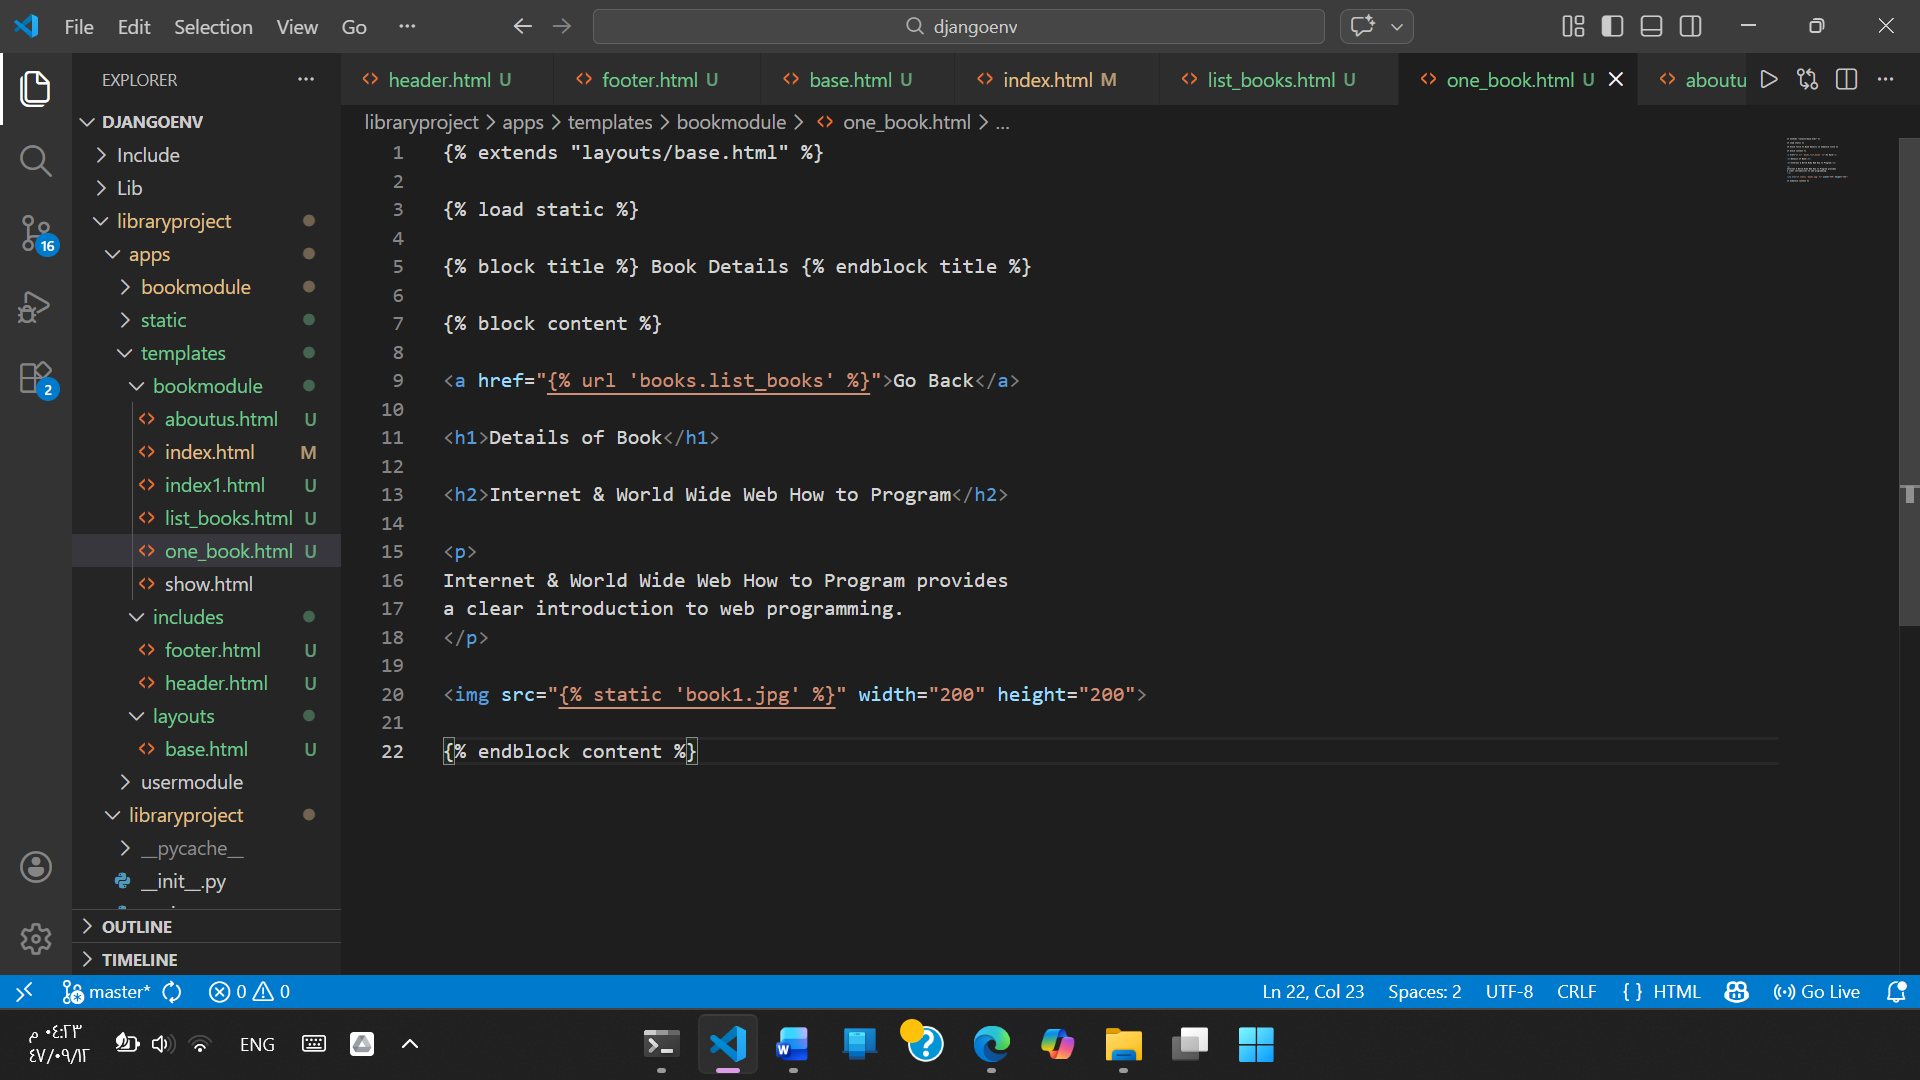 File Edit Selection View Go ···
djangoenv
EXPLORER
DJANGOENV
Include
Lib
libraryproject
apps
bookmodule
static
templates
bookmodule
aboutus.html U
index.html M
index1.html U
list_books.html U
one_book.html U
show.html
includes
footer.html U
header.html U
layouts
base.html U
usermodule
libraryproject
__pycache__
__init__.py
OUTLINE
TIMELINE
16
2
header.html U footer.html U base.html U index.html M list_books.html U one_book.html U aboutu
libraryproject > apps > templates > bookmodule > one_book.html > ...
1 {% extends "layouts/base.html" %}
2
3 {% load static %}
4
5 {% block title %} Book Details {% endblock title %}
6
7 {% block content %}
8
9 <a href="{% url 'books.list_books' %}">Go Back</a>
10
11 <h1>Details of Book</h1>
12
13 <h2>Internet & World Wide Web How to Program</h2>
14
15 <p>
16 Internet & World Wide Web How to Program provides
17 a clear introduction to web programming.
18 </p>
19
20 <img src="{% static 'book1.jpg' %}" width="200" height="200">
21
22 {% endblock content %}
master* 0 0 Ln 22, Col 23 Spaces: 2 UTF-8 CRLF { } HTML Go Live
٠٤:٢٣ م
٤٧/٠٩/١٢
ENG